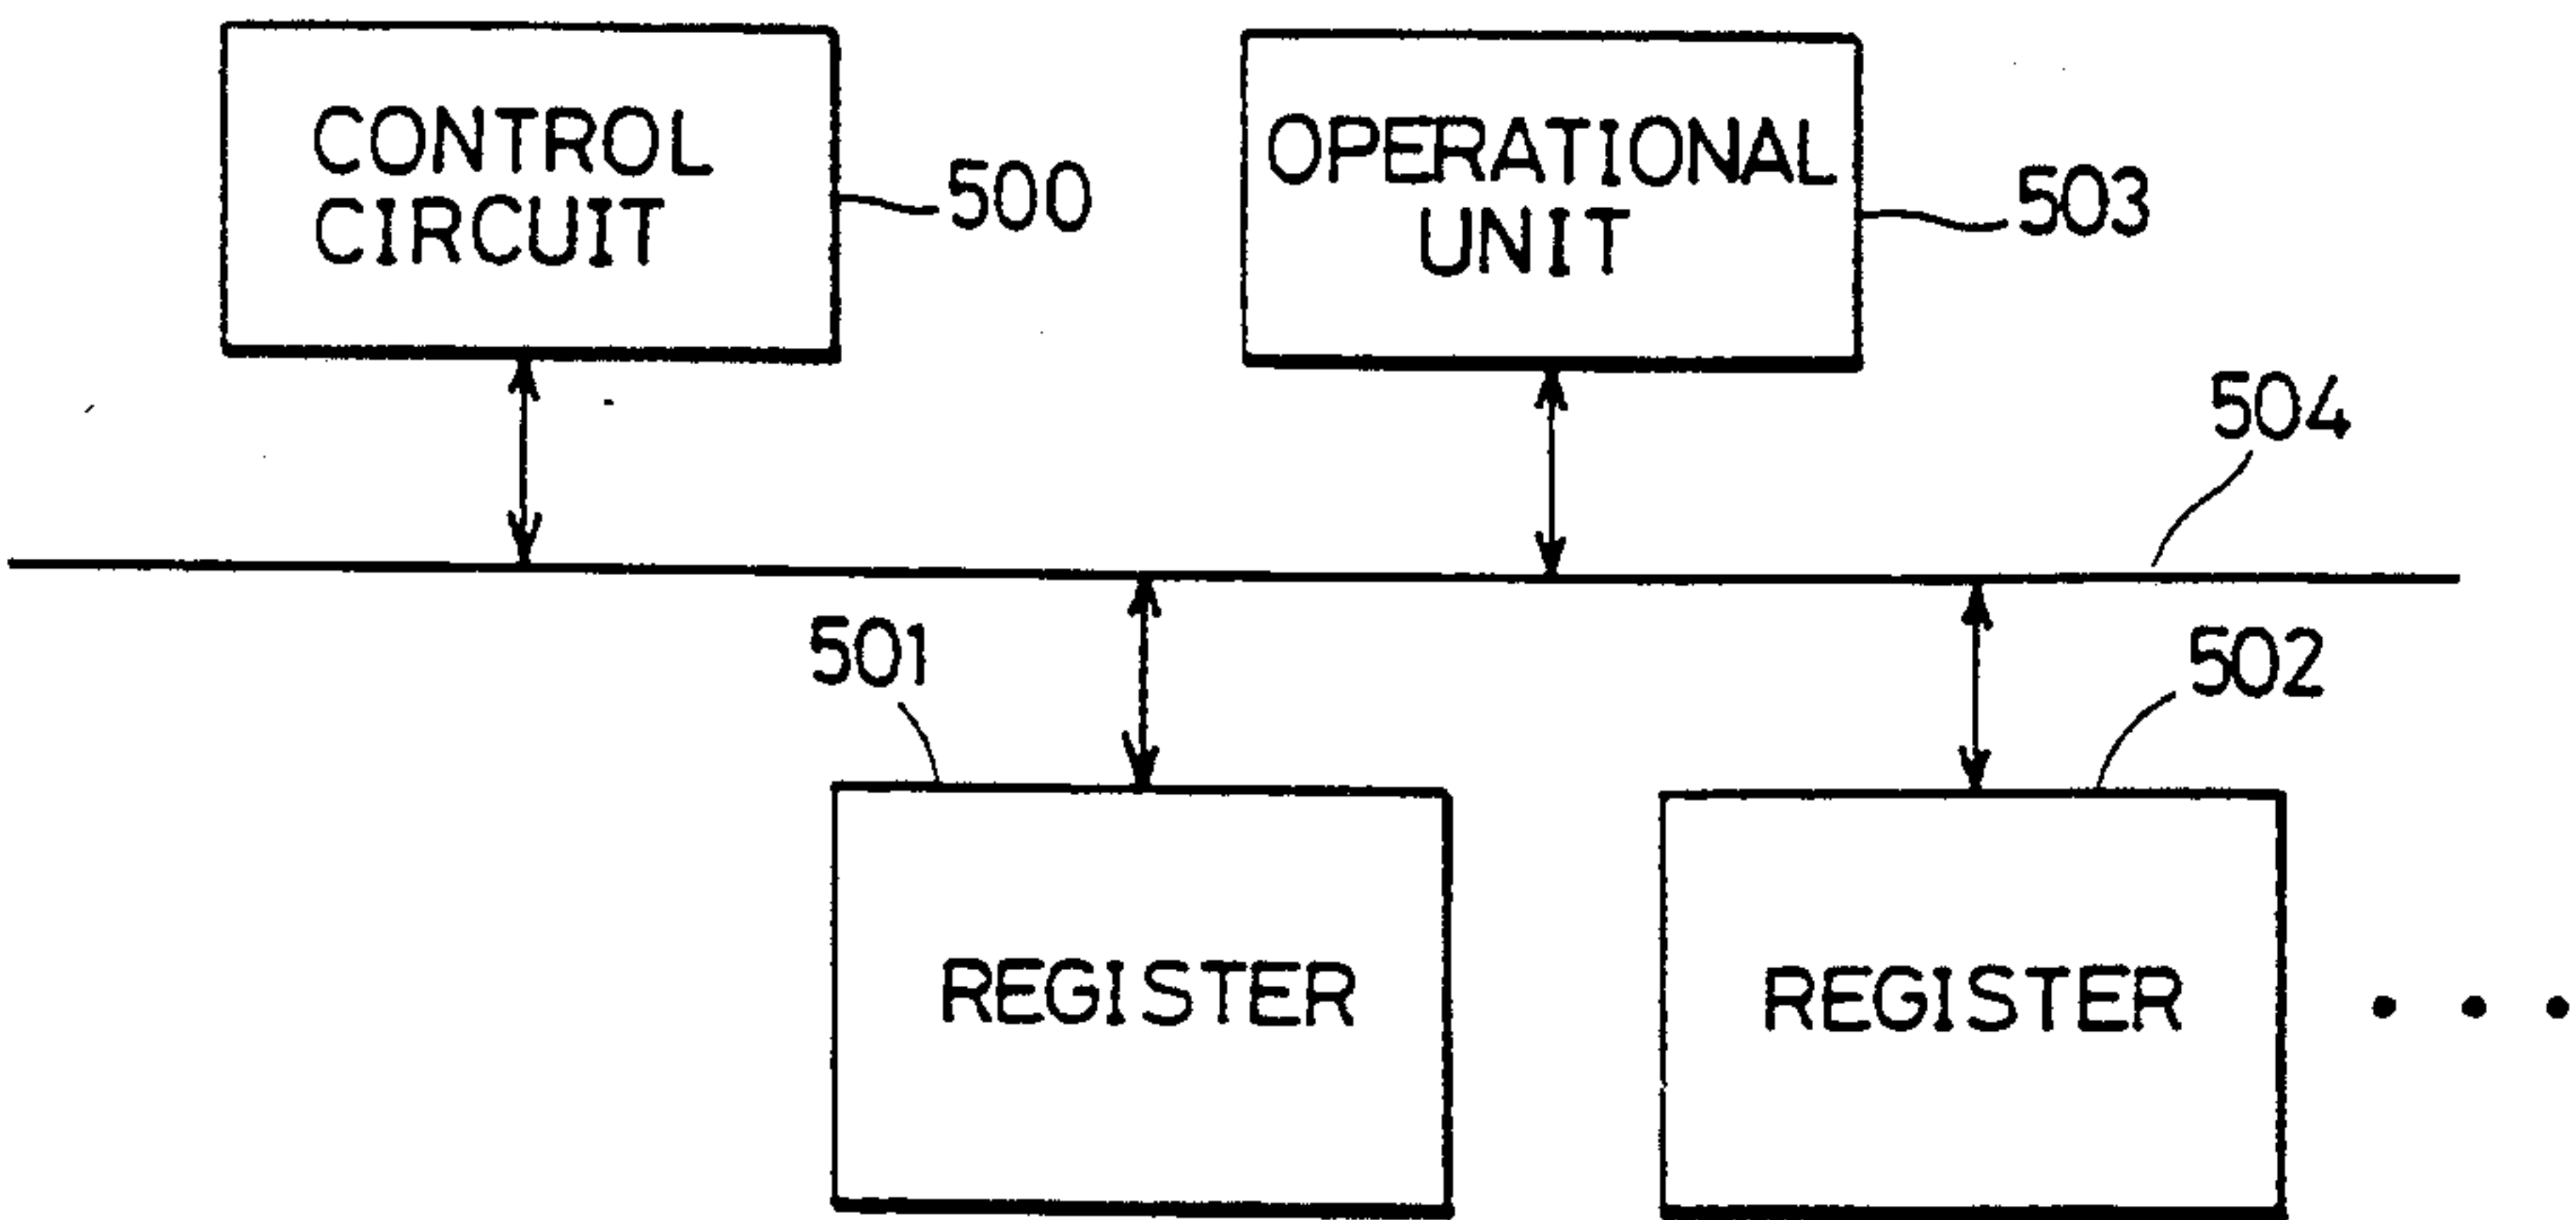 CONTROL
CIRCUIT
500
OPERATIONAL
UNIT
503
504
501
502
REGISTER
REGISTER